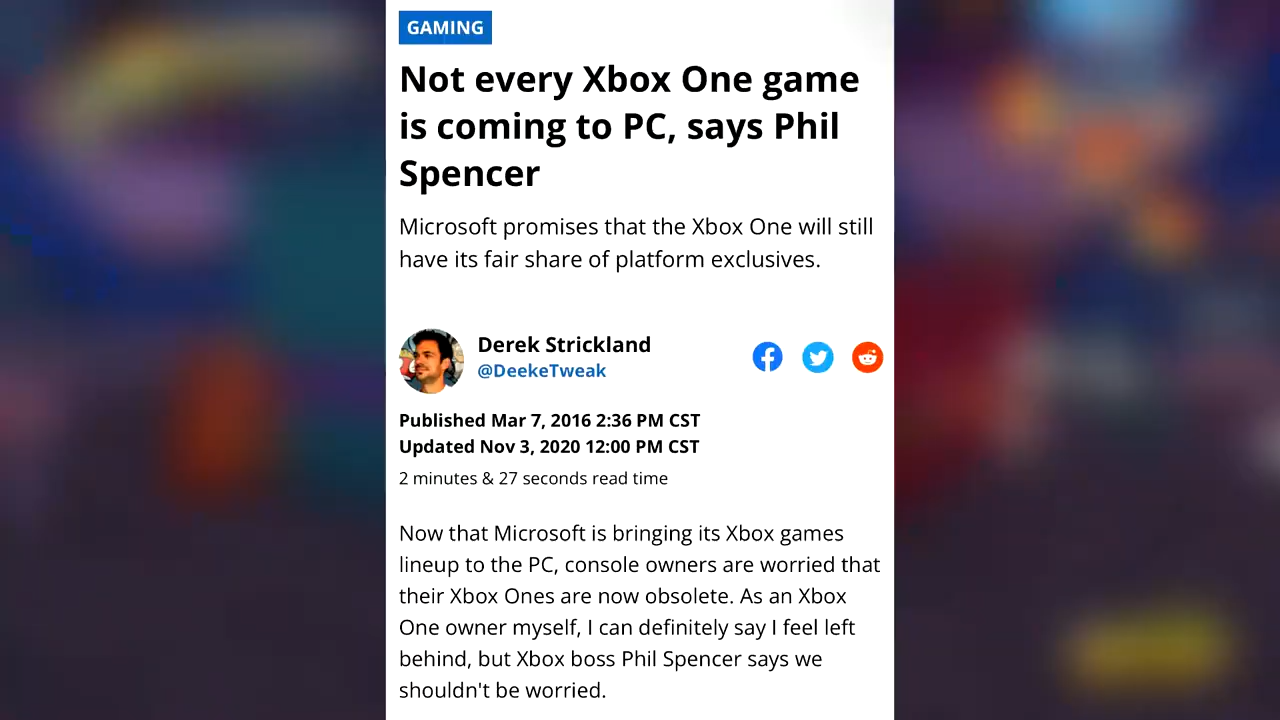 GAMING
Not every Xbox One game
is coming to PC, says Phil
Spencer
Microsoft promises that the Xbox One will still
have its fair share of platform exclusives.
Derek Strickland
@DeekeTweak
Published Mar 7, 2016 2:36 PM CST
Updated Nov 3, 2020 12:00 PM CST
2 minutes & 27 seconds read time
Now that Microsoft is bringing its Xbox games
lineup to the PC, console owners are worried that
their Xbox Ones are now obsolete. As an Xbox
One owner myself, I can definitely say I feel left
behind, but Xbox boss Phil Spencer says we
shouldn't be worried.